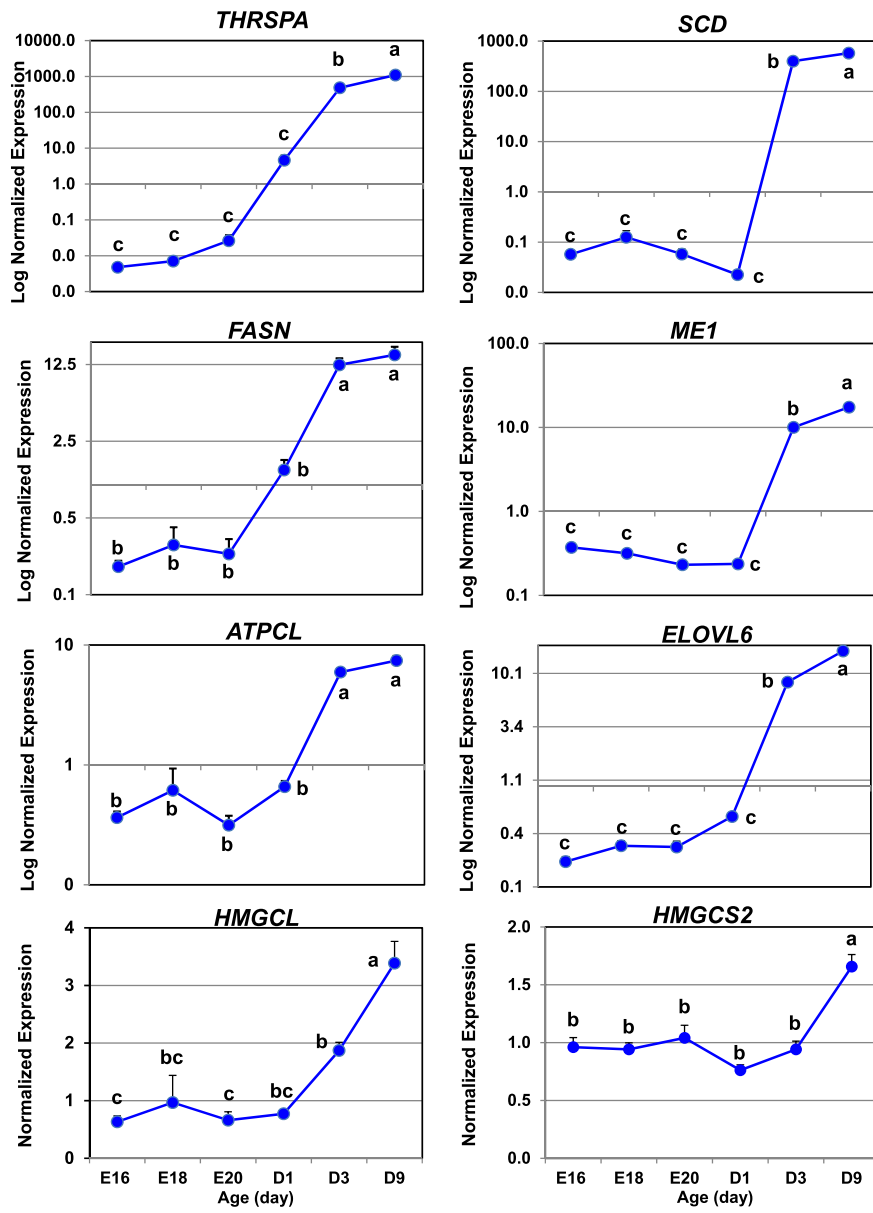 THRSPA
Log Normalized Expression
10000.0
1000.0
100.0
10.0
1.0
0.1
0.0
0.0
c
c
c
c
b
a
SCD
Log Normalized Expression
1000.0
100.0
10.0
1.0
0.1
0.0
c
c
c
c
b
a
FASN
Log Normalized Expression
12.5
2.5
0.5
0.1
b
b
b
b
a
a
ME1
Log Normalized Expression
100.0
10.0
1.0
0.1
c
c
c
c
b
a
ATPCL
Log Normalized Expression
10
1
0
b
b
b
b
a
a
ELOVL6
Log Normalized Expression
10.1
3.4
1.1
0.4
0.1
c
c
c
c
b
a
HMGCL
Normalized Expression
4
3
2
1
0
c
bc
c
bc
b
a
E16 E18 E20 D1 D3 D9
Age (day)
HMGCS2
Normalized Expression
2.0
1.5
1.0
0.5
0.0
b
b
b
b
b
a
E16 E18 E20 D1 D3 D9
Age (day)